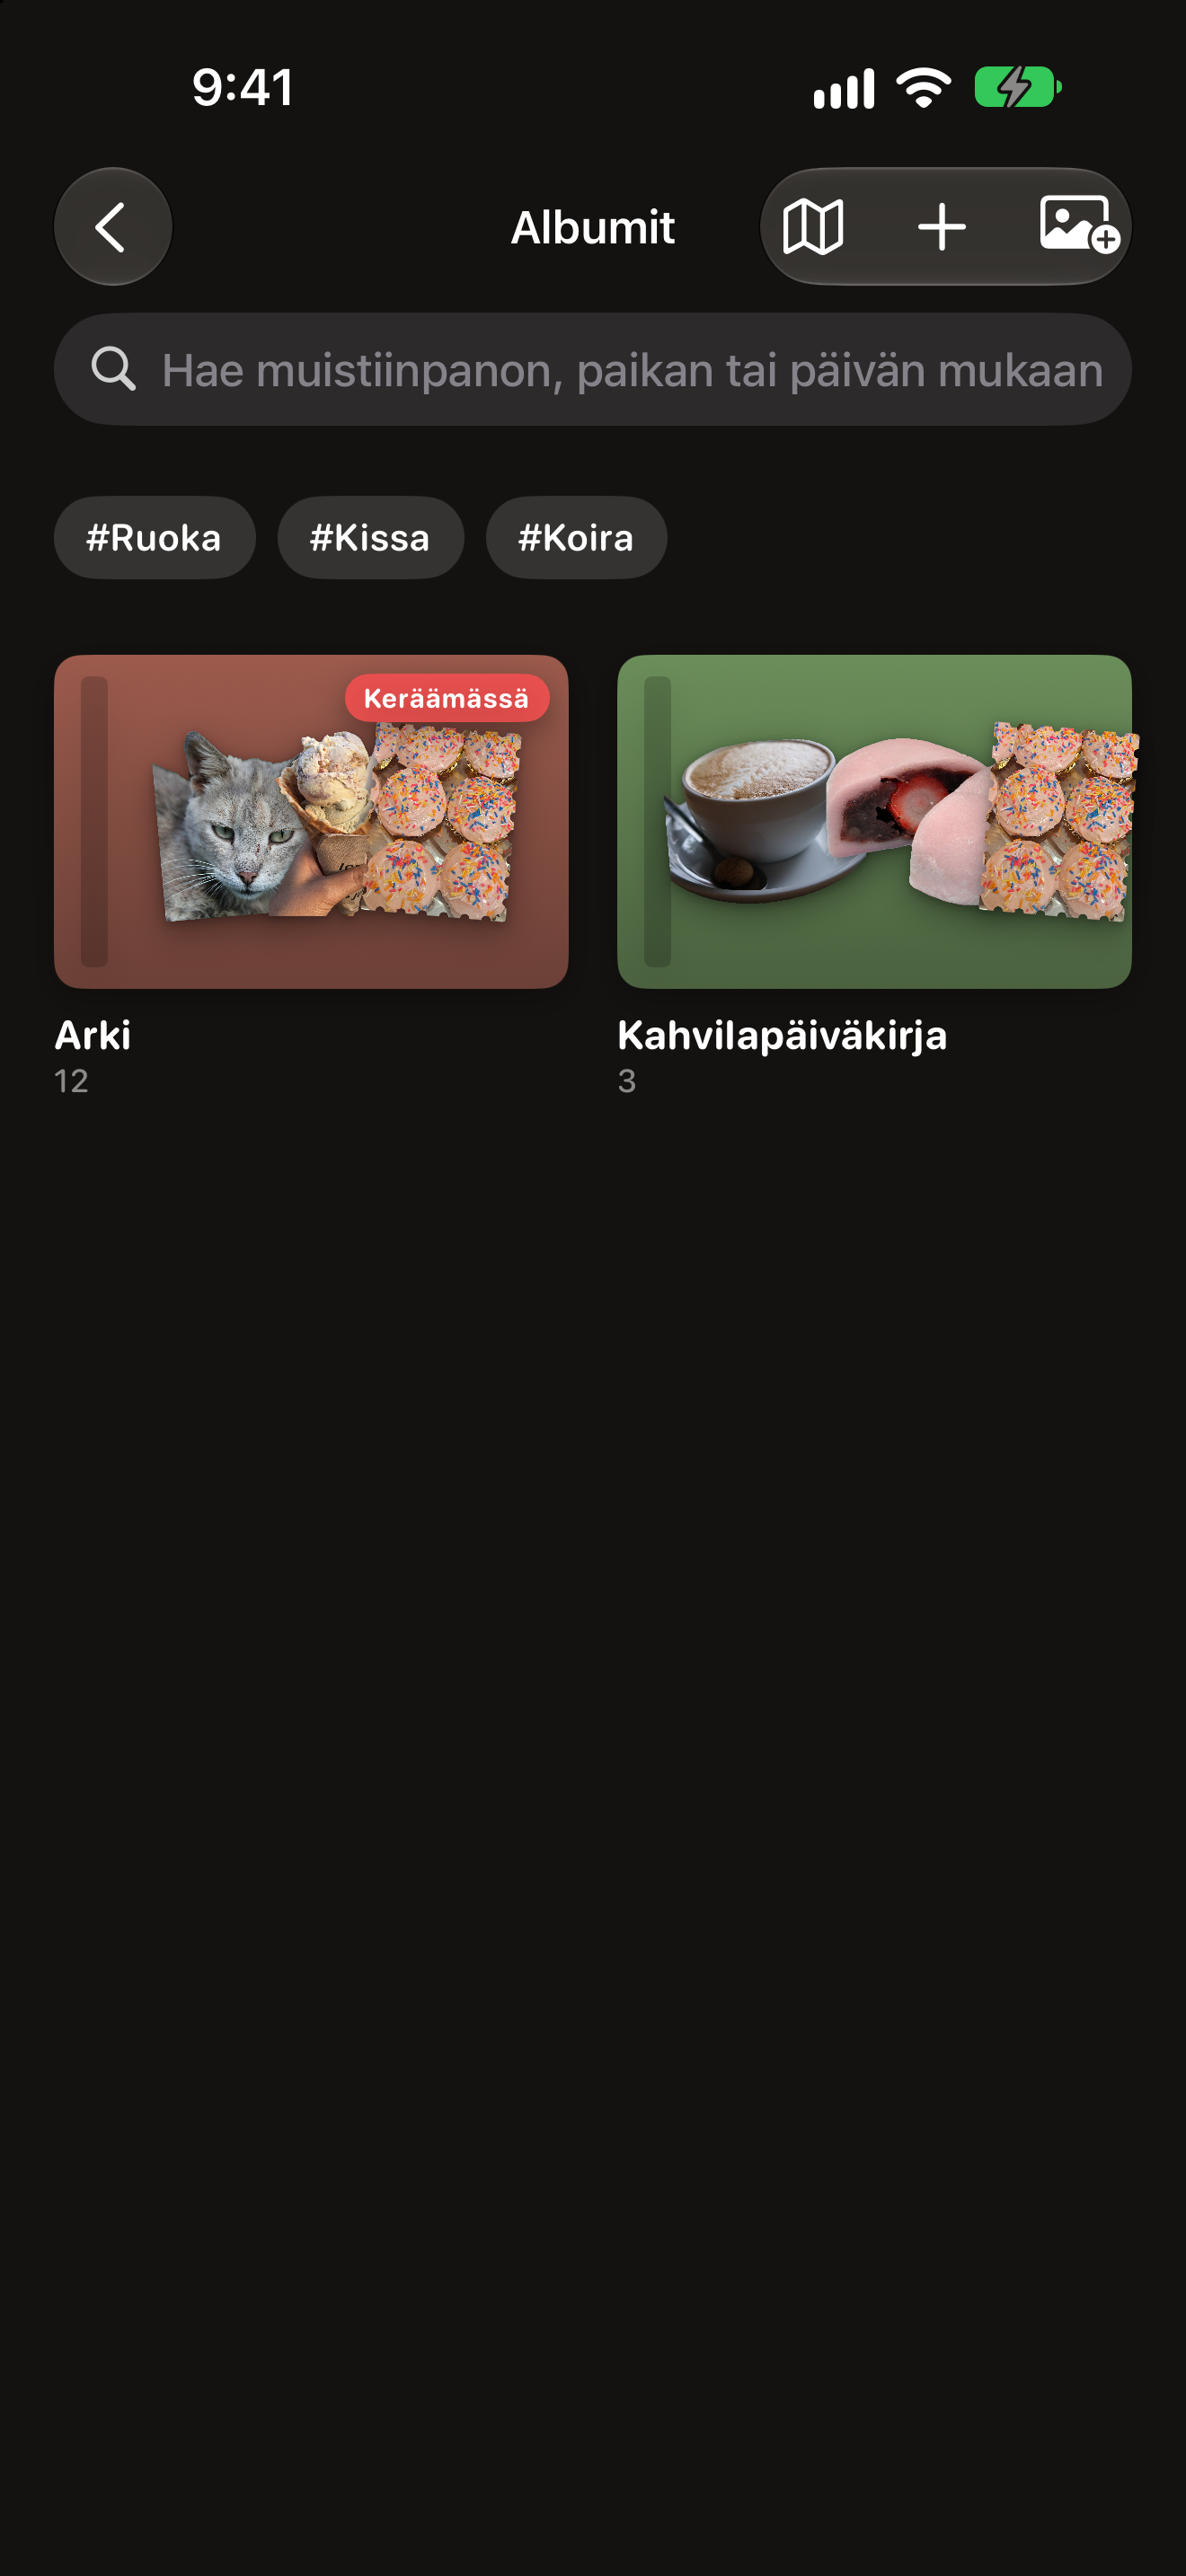 9:41
Albumit
Hae muistiinpanon, paikan tai päivän mukaan
#Ruoka #Kissa #Koira
Keräämässä
Arki
12
Kahvilapäiväkirja
3